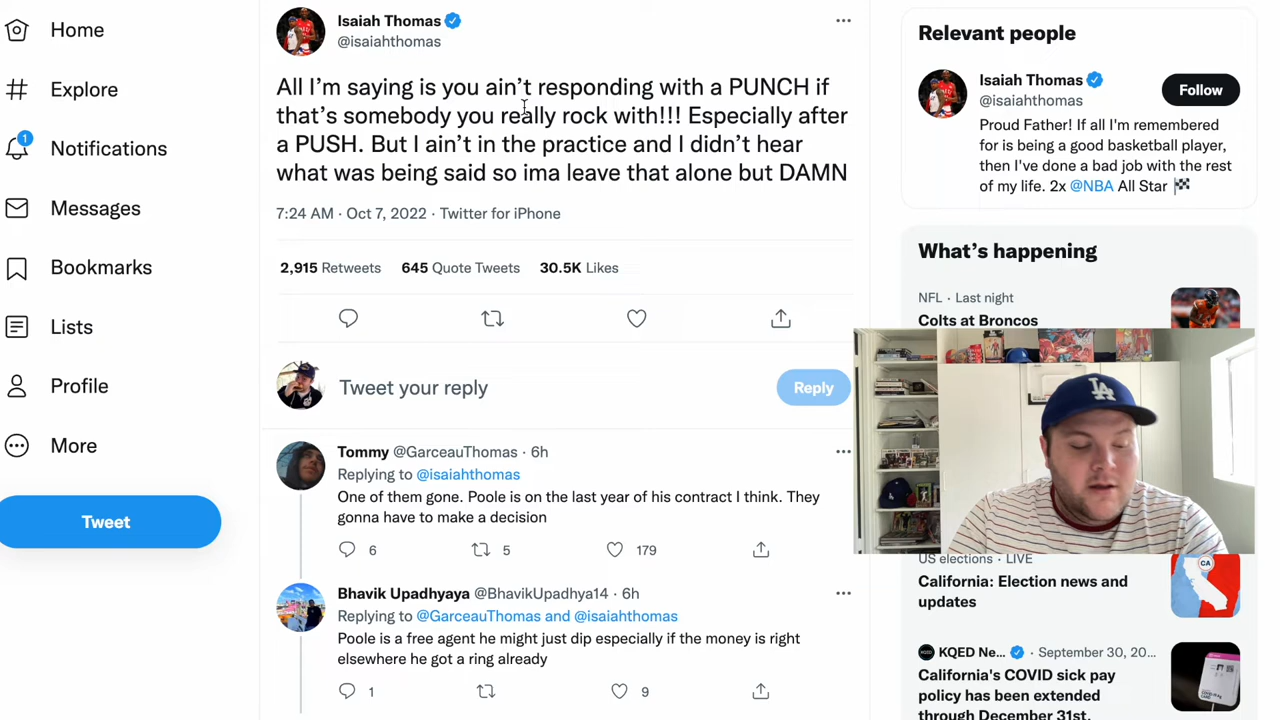 Home
Explore
1
Notifications
Messages
Bookmarks
Lists
Profile
More
Tweet
Isaiah Thomas
@isaiahthomas
All I'm saying is you ain't responding with a PUNCH if
that's somebody you really rock with!!! Especially after
a PUSH. But I ain't in the practice and I didn't hear
what was being said so ima leave that alone but DAMN
7:24 AM · Oct 7, 2022 · Twitter for iPhone
2,915 Retweets 645 Quote Tweets 30.5K Likes
Tweet your reply
Reply
Tommy @GarceauThomas · 6h
Replying to @isaiahthomas
One of them gone. Poole is on the last year of his contract I think. They
gonna have to make a decision
6 5 179
Bhavik Upadhyaya @BhavikUpadhya14 · 6h
Replying to @GarceauThomas and @isaiahthomas
Poole is a free agent he might just dip especially if the money is right
elsewhere he got a ring already
1 9
Relevant people
Isaiah Thomas
@isaiahthomas
Follow
Proud Father! If all I'm remembered
for is being a good basketball player,
then I've done a bad job with the rest
of my life. 2x @NBA All Star
What's happening
NFL · Last night
Colts at Broncos
LA
US elections · LIVE
California: Election news and
updates
CA
KQED Ne... · September 30, 20...
California's COVID sick pay
policy has been extended
through December 31st.